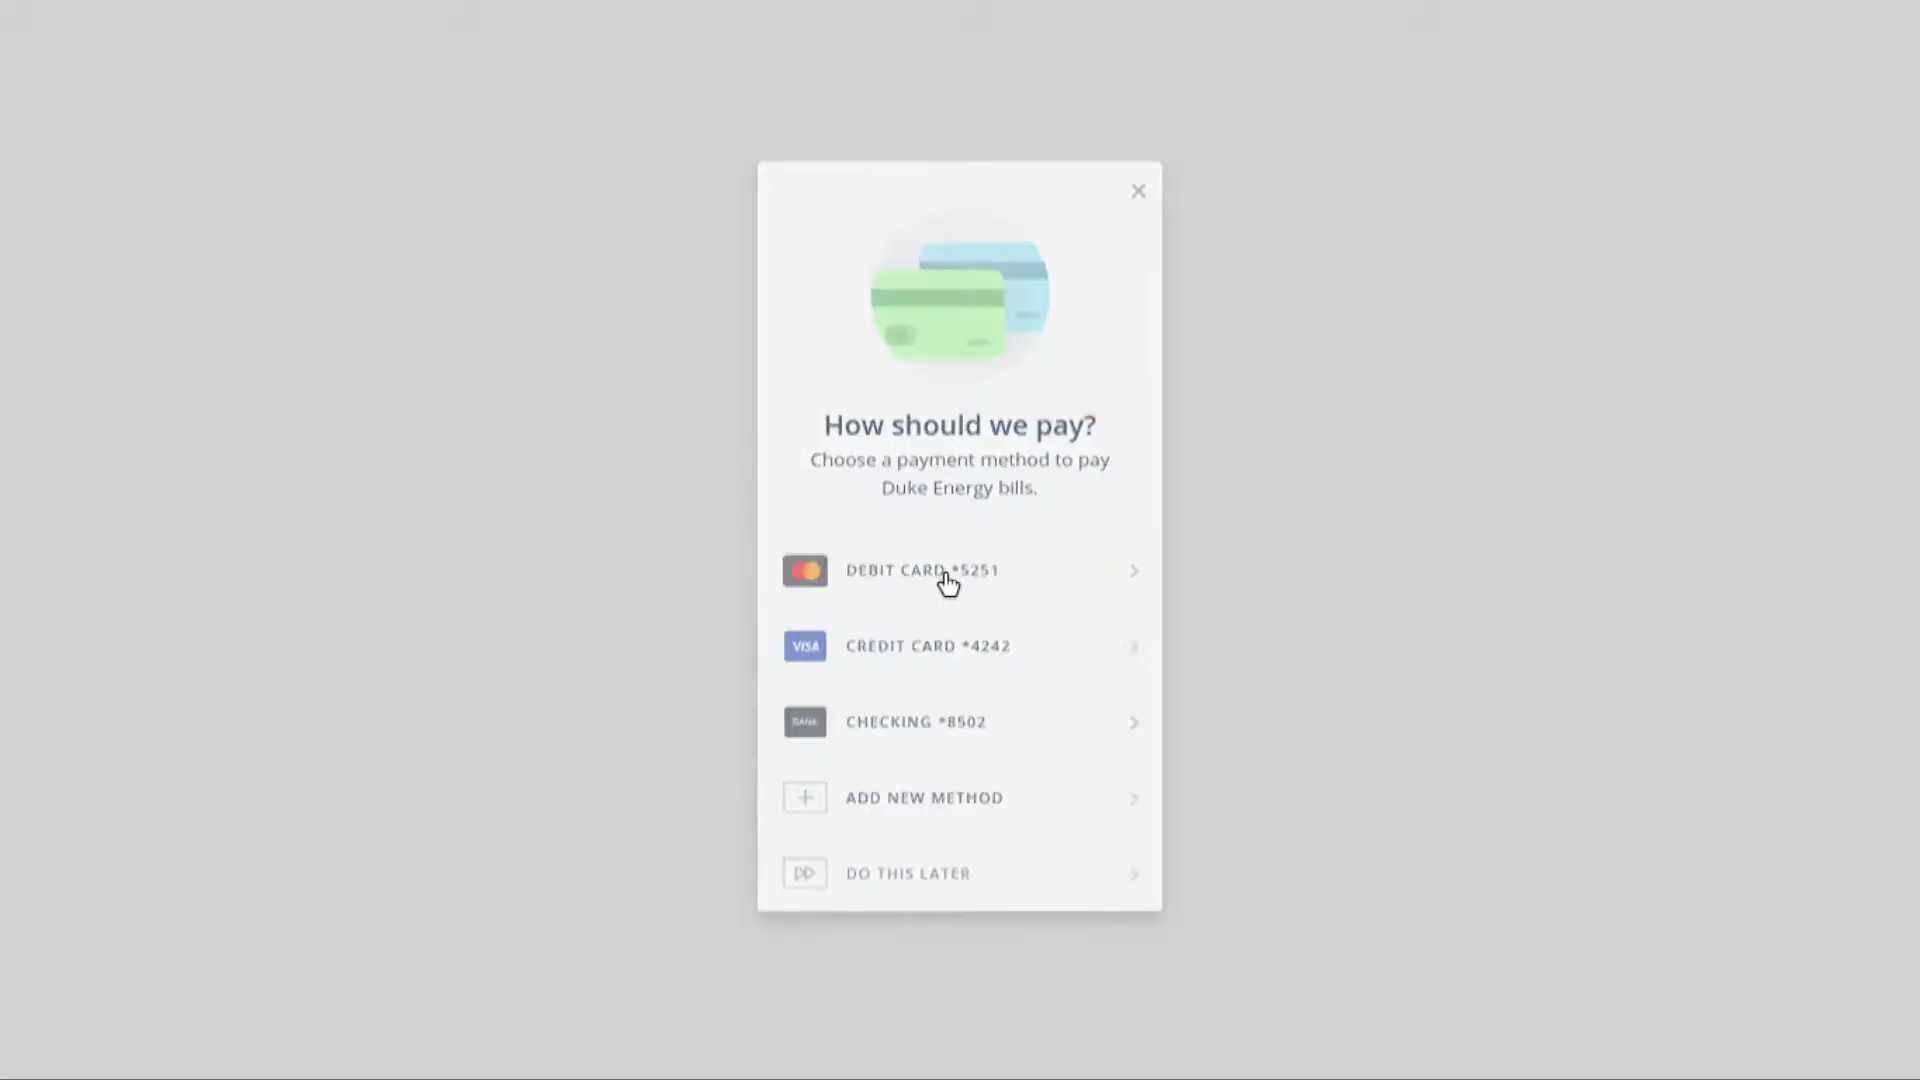 How should we pay?
Choose a payment method to pay
Duke Energy bills.
DEBIT CARD *5251
VISA CREDIT CARD *4242
BANK CHECKING *8502
ADD NEW METHOD
DO THIS LATER